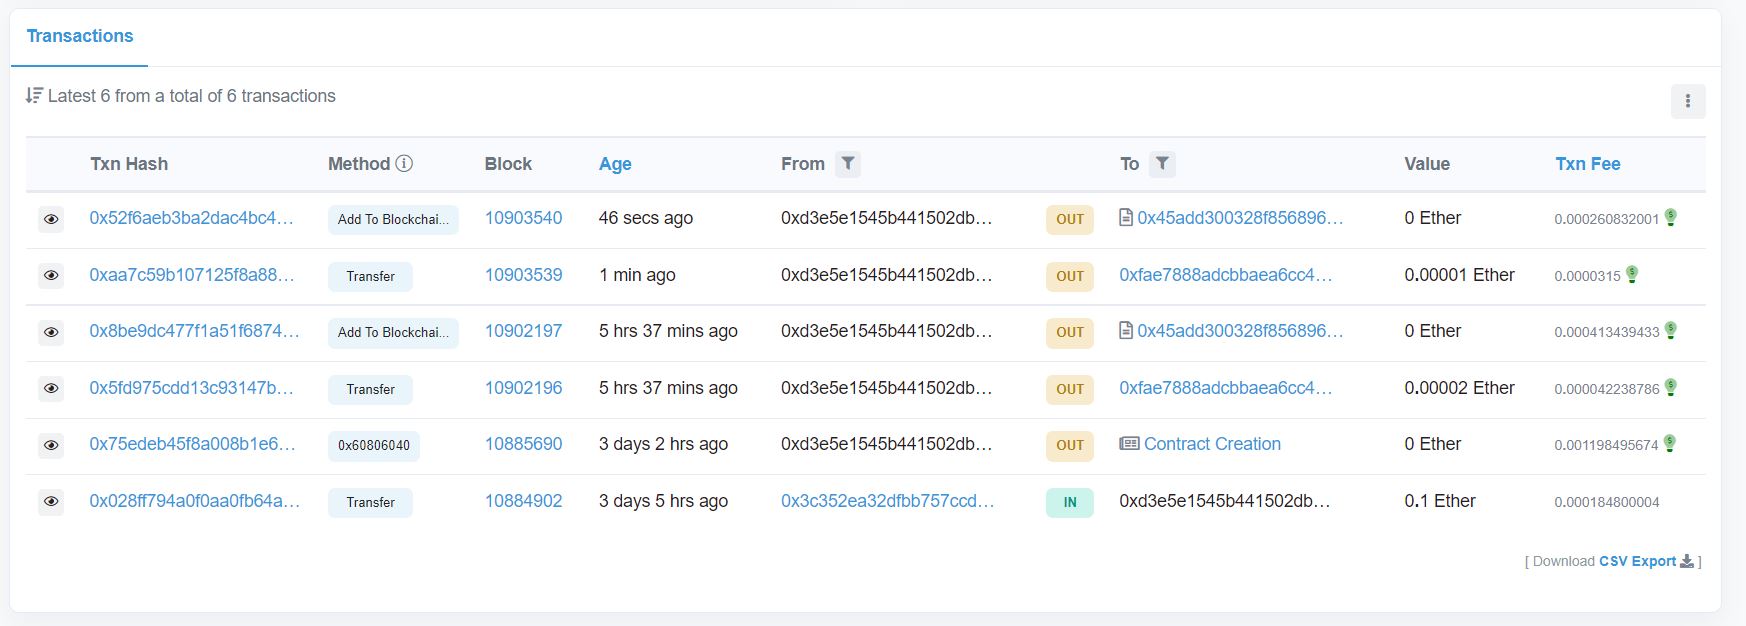 Transactions
Latest 6 from a total of 6 transactions
Txn Hash Method Block Age From To Value Txn Fee
0x52f6aeb3ba2dac4bc4... Add To Blockchai... 10903540 46 secs ago 0xd3e5e1545b441502db... OUT 0x45add300328f856896... 0 Ether 0.000260832001
0xaa7c59b107125f8a88... Transfer 10903539 1 min ago 0xd3e5e1545b441502db... OUT 0xfae7888adcbbaea6cc4... 0.00001 Ether 0.0000315
0x8be9dc477f1a51f6874... Add To Blockchai... 10902197 5 hrs 37 mins ago 0xd3e5e1545b441502db... OUT 0x45add300328f856896... 0 Ether 0.000413439433
0x5fd975cdd13c93147b... Transfer 10902196 5 hrs 37 mins ago 0xd3e5e1545b441502db... OUT 0xfae7888adcbbaea6cc4... 0.00002 Ether 0.000042238786
0x75edeb45f8a008b1e6... 0x60806040 10885690 3 days 2 hrs ago 0xd3e5e1545b441502db... OUT Contract Creation 0 Ether 0.001198495674
0x028ff794a0f0aa0fb64a... Transfer 10884902 3 days 5 hrs ago 0x3c352ea32dfbb757ccd... IN 0xd3e5e1545b441502db... 0.1 Ether 0.000184800004
[ Download CSV Export ]